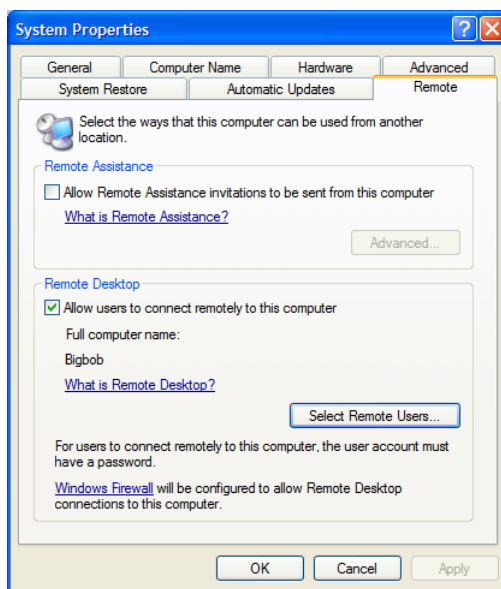 System Properties
General Computer Name Hardware Advanced
System Restore Automatic Updates Remote
Select the ways that this computer can be used from another
location.
Remote Assistance
Allow Remote Assistance invitations to be sent from this computer
What is Remote Assistance?
Advanced...
Remote Desktop
Allow users to connect remotely to this computer
Full computer name:
Bigbob
What is Remote Desktop?
Select Remote Users...
For users to connect remotely to this computer, the user account must
have a password.
Windows Firewall will be configured to allow Remote Desktop
connections to this computer.
OK Cancel Apply